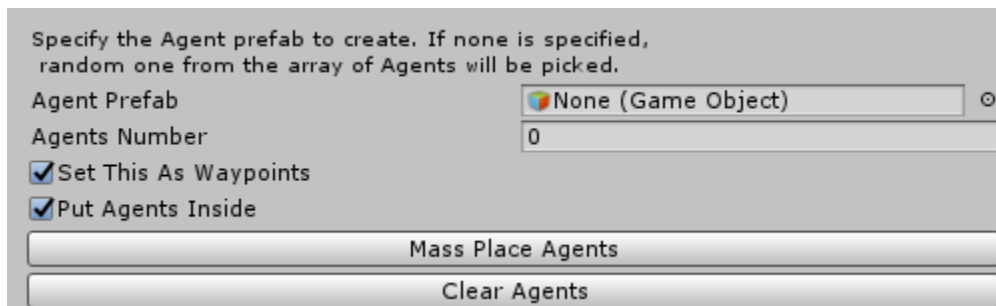 Specify the Agent prefab to create. If none is specified,
random one from the array of Agents will be picked.
Agent Prefab None (Game Object)
Agents Number 0
Set This As Waypoints
Put Agents Inside
Mass Place Agents
Clear Agents